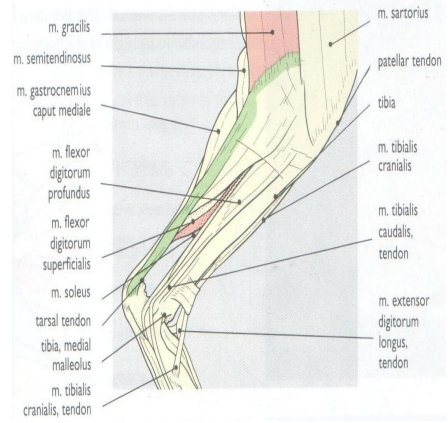 m. gracilis
m. semitendinosus
m. gastrocnemius
caput mediale
m. flexor
digitorum
profundus
m. flexor
digitorum
superficialis
m. soleus
tarsal tendon
tibia, medial
malleolus
m. tibialis
cranialis, tendon
m. sartorius
patellar tendon
tibia
m. tibialis
cranialis
m. tibialis
caudalis,
tendon
m. extensor
digitorum
longus,
tendon